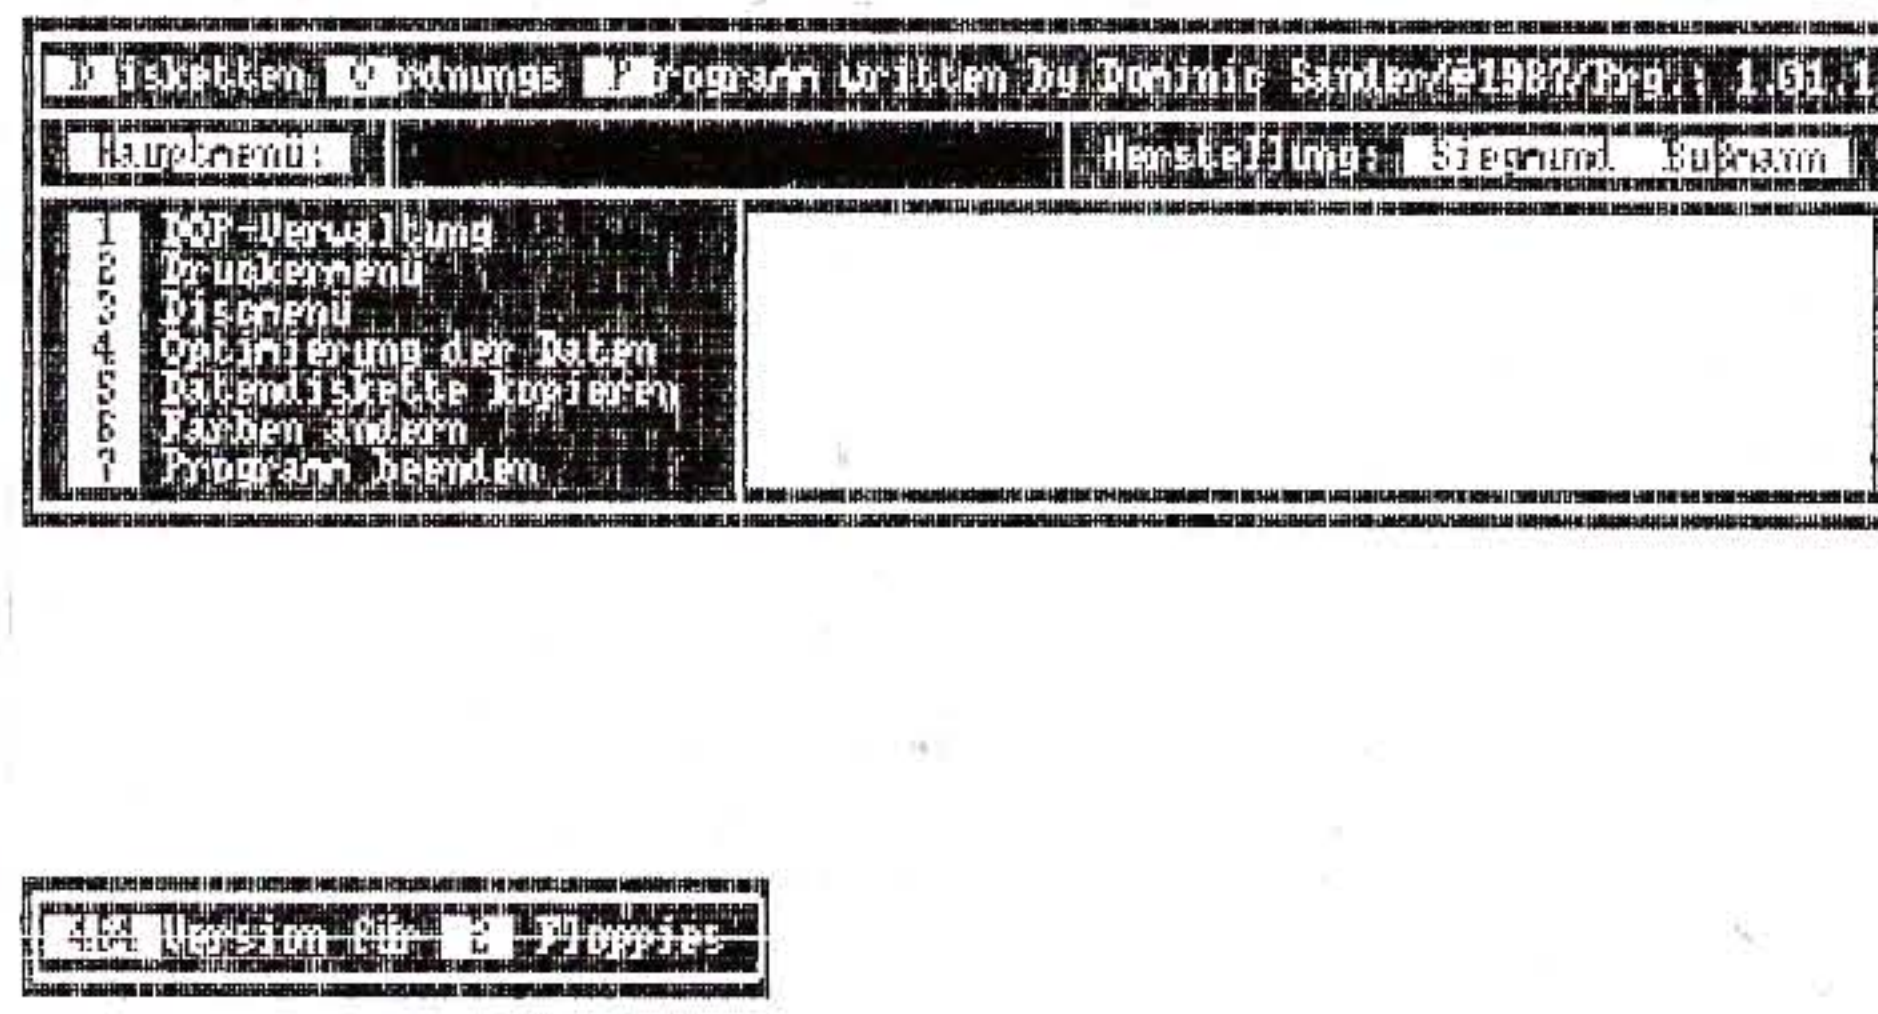 Disketten Ordnungs Programm written by Dominic Sander/©1987/Prg.: 1.01.1
Hauptmenü:
Herstellung: Siegmund
1 DOP-Verwaltung
2 Druckermenü
3 Discmenü
4 Optimierung der Daten
5 Datendiskette kopieren
6 Farben ändern
7 Programm beenden
Version für 2 Floppies